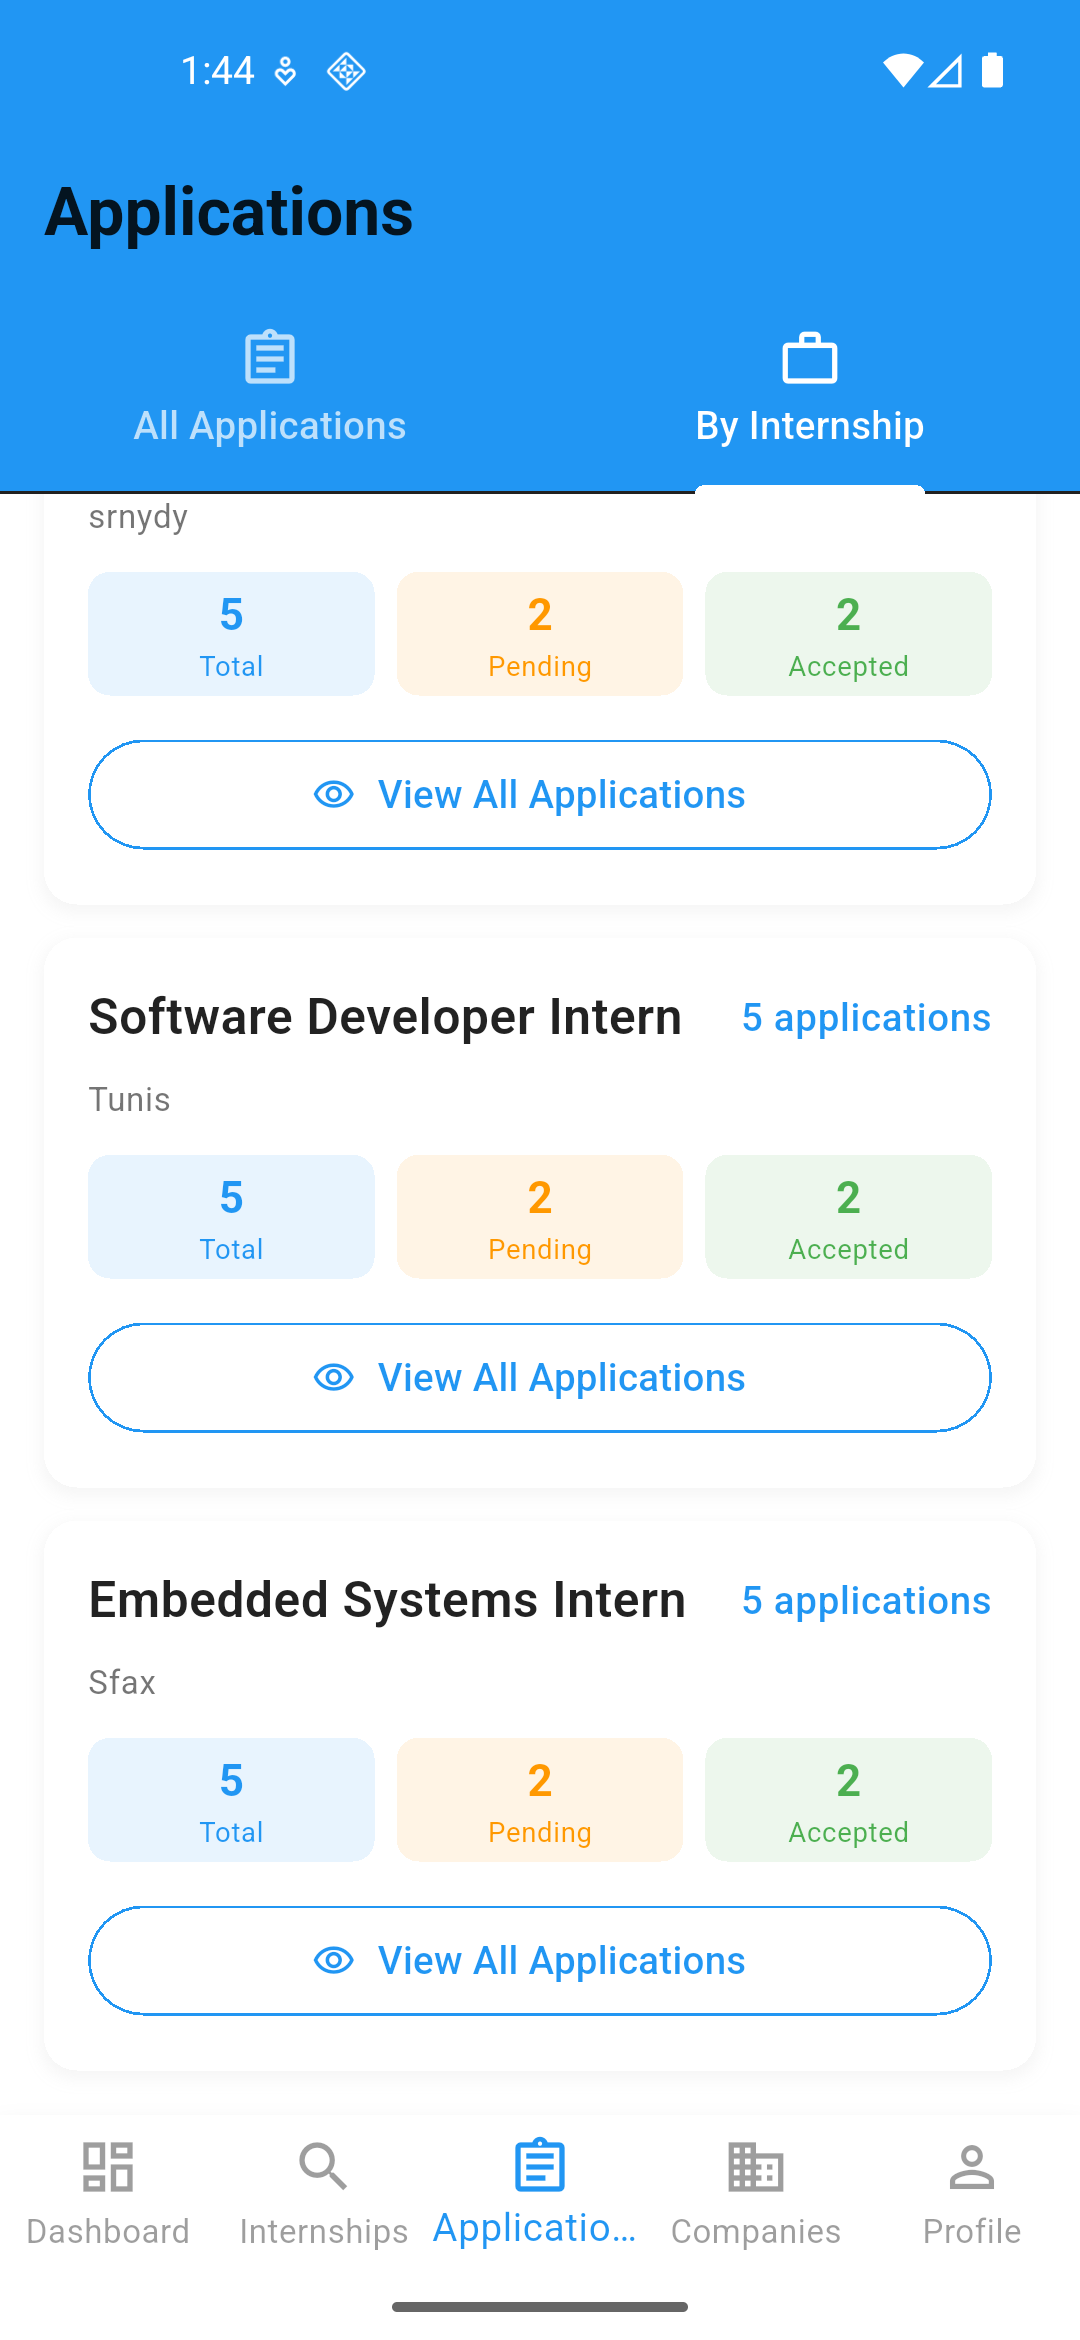 1:44
Applications
All Applications
By Internship
srnydy
5
2
2
Total
Pending
Accepted
View All Applications
Software Developer Intern
5 applications
Tunis
5
2
2
Total
Pending
Accepted
View All Applications
Embedded Systems Intern
5 applications
Sfax
5
2
2
Total
Pending
Accepted
View All Applications
Dashboard
Internships
Applicatio...
Companies
Profile